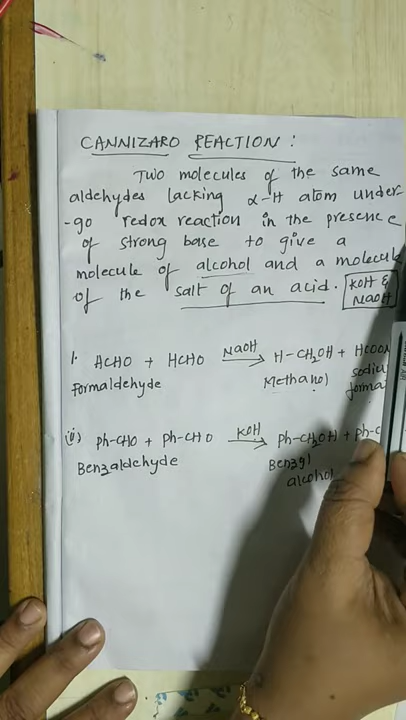 CANNIZARO REACTION :
Two molecules of the same
aldehydes lacking α-H atom under-
-go redox reaction in the presence
of strong base to give a
molecule of alcohol and a molecule
of the salt of an acid. KOH &
NaOH
1. HCHO + HCHO NaOH → H-CH2OH + HCOON
Formaldehyde Methanol sodiu
forma
(ii) Ph-CHO + Ph-CHO KOH → Ph-CH2OH + Ph-C
Benzaldehyde Benzyl
alcohol